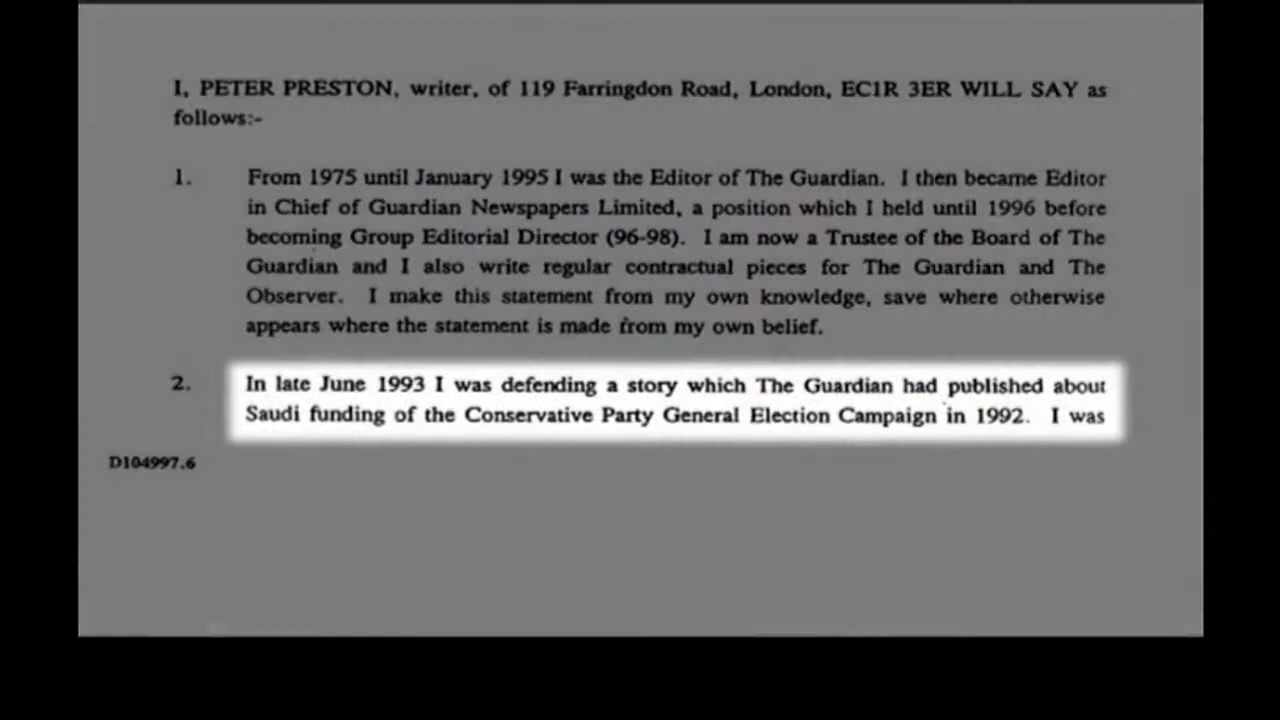 I, PETER PRESTON, writer, of 119 Farringdon Road, London, EC1R 3ER WILL SAY as
follows:-
1. From 1975 until January 1995 I was the Editor of The Guardian. I then became Editor
in Chief of Guardian Newspapers Limited, a position which I held until 1996 before
becoming Group Editorial Director (96-98). I am now a Trustee of the Board of The
Guardian and I also write regular contractual pieces for The Guardian and The
Observer. I make this statement from my own knowledge, save where otherwise
appears where the statement is made from my own belief.
2. In late June 1993 I was defending a story which The Guardian had published about
Saudi funding of the Conservative Party General Election Campaign in 1992. I was
D104997.6